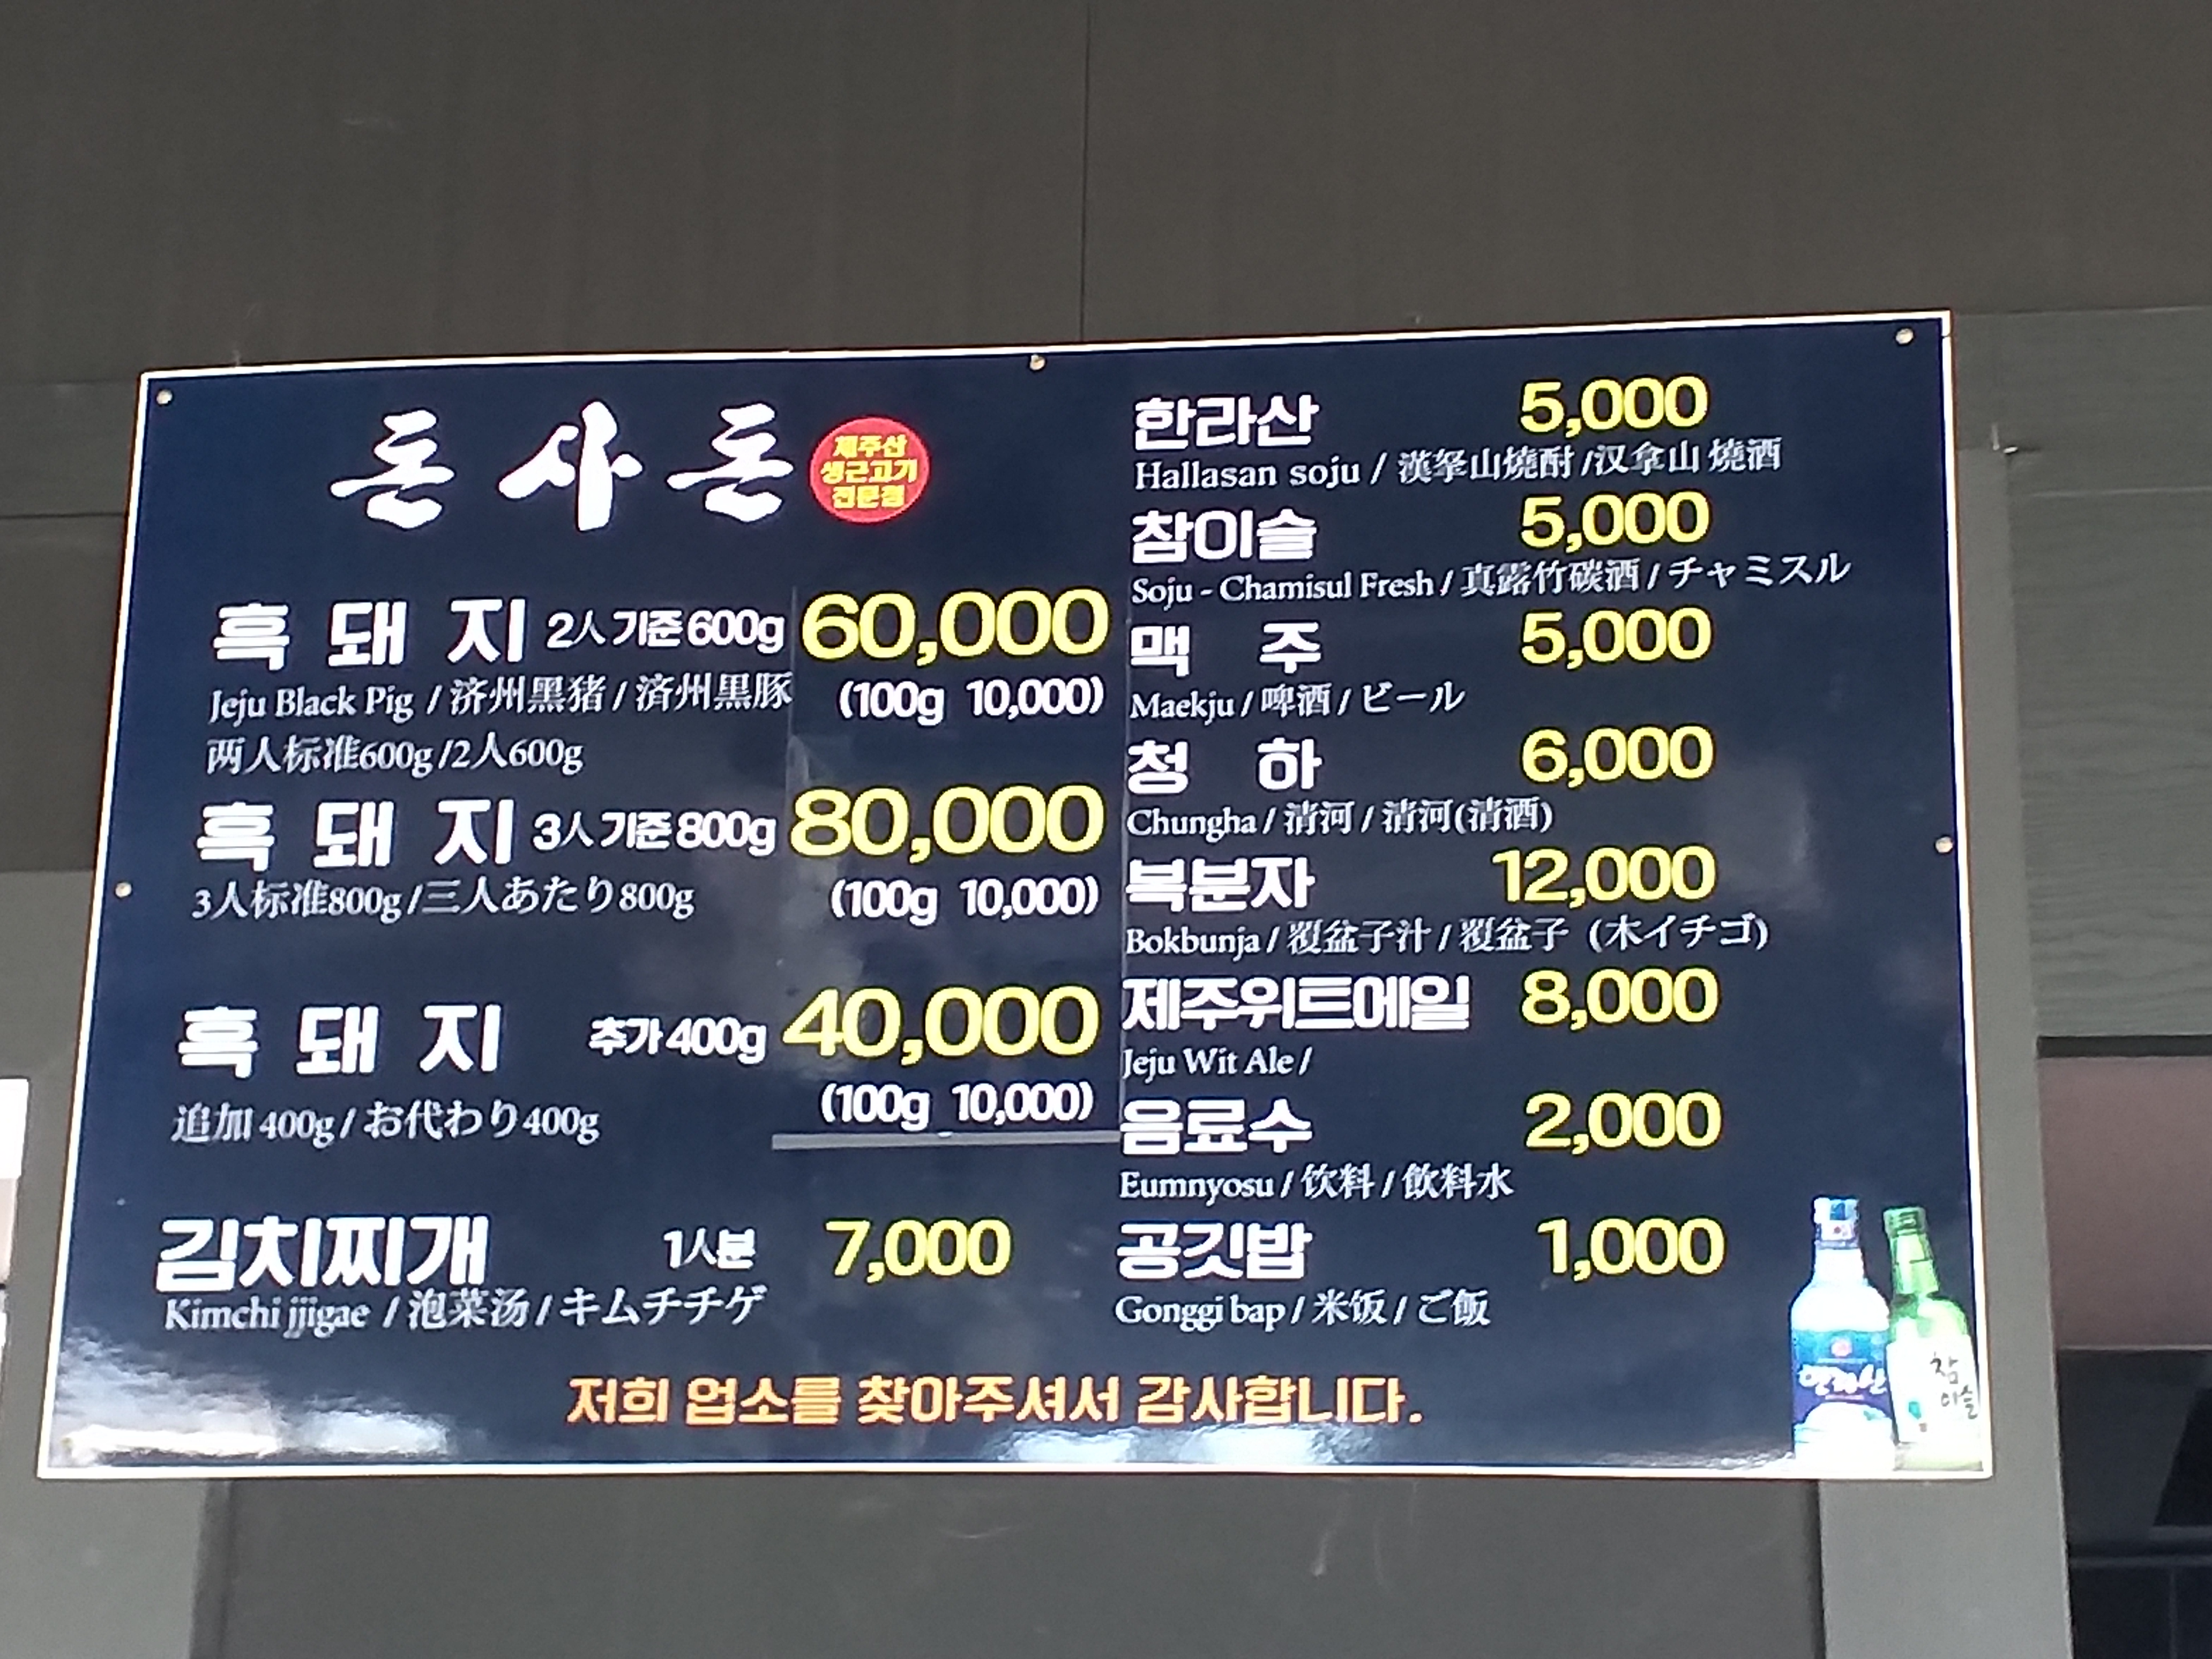 돈사돈
제주산
생근고기
전문점
흑돼지 2人 기준 600g 60,000
Jeju Black Pig / 济州黑猪 / 済州黒豚 (100g 10,000)
两人标准600g /2人600g
흑돼지 3人 기준 800g 80,000
3人标准800g /三人あたり800g (100g 10,000)
흑돼지 추가 400g 40,000
(100g 10,000)
追加 400g / お代わり400g
김치찌개 1人분 7,000
Kimchi jjigae / 泡菜汤 / キムチチゲ
한라산 5,000
Hallasan soju / 漢拏山焼酎 /汉拿山 燒酒
참이슬 5,000
Soju - Chamisul Fresh / 真露竹碳酒 / チャミスル
맥주 5,000
Maekju / 啤酒 / ビール
청하 6,000
Chungha / 清河 / 清河(清酒)
복분자 12,000
Bokbunja / 覆盆子汁 / 覆盆子 (木イチゴ)
제주위트에일 8,000
Jeju Wit Ale /
음료수 2,000
Eumnyosu / 饮料 / 飲料水
공깃밥 1,000
Gonggi bap / 米饭 / ご飯
한라산
참
이슬
저희 업소를 찾아주셔서 감사합니다.